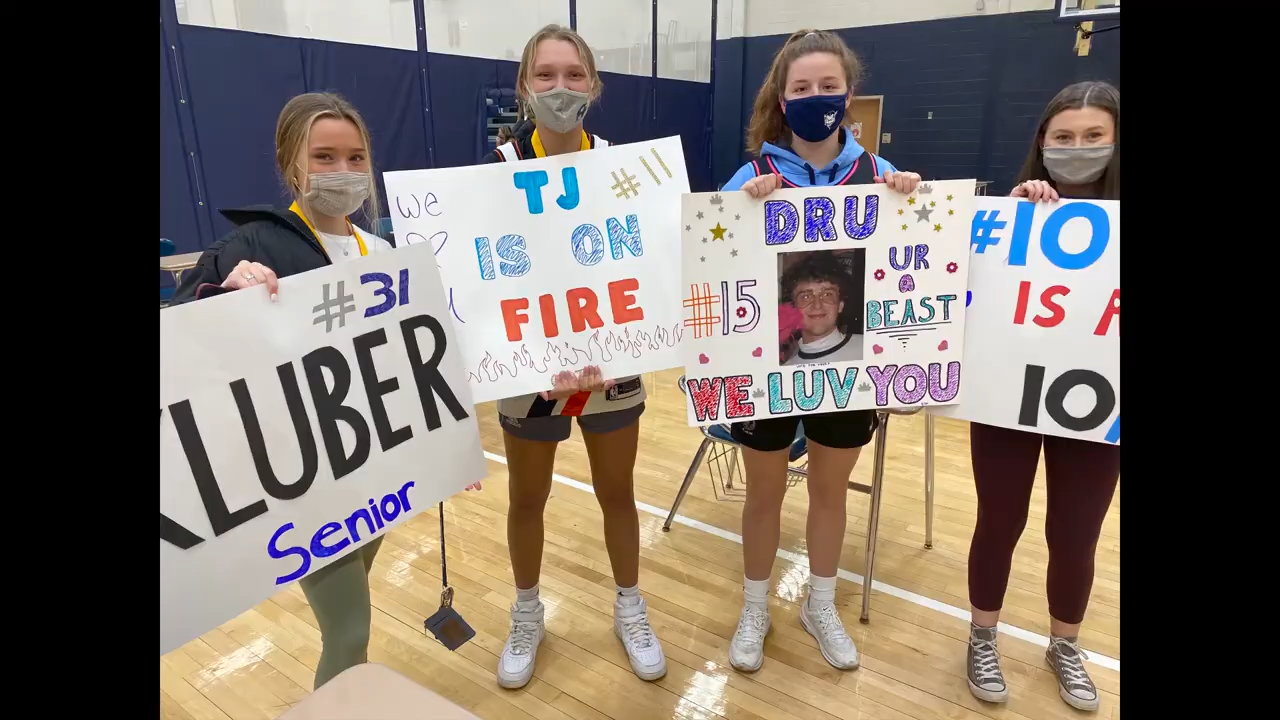 #31
KLUBER
Senior
we
TJ
#11
IS ON
FIRE
DRU
#15
UR
A
BEAST
WE LUV YOU
#10
IS
10